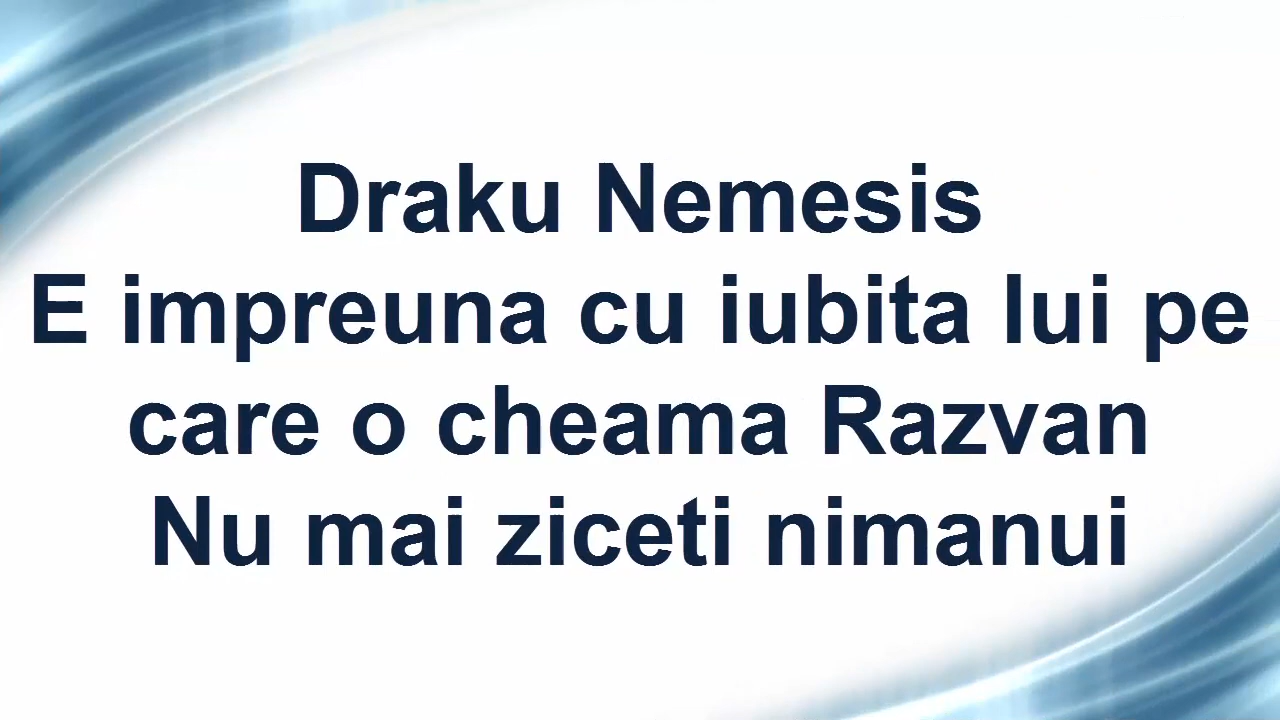 Draku Nemesis
E impreuna cu iubita lui pe
care o cheama Razvan
Nu mai ziceti nimanui